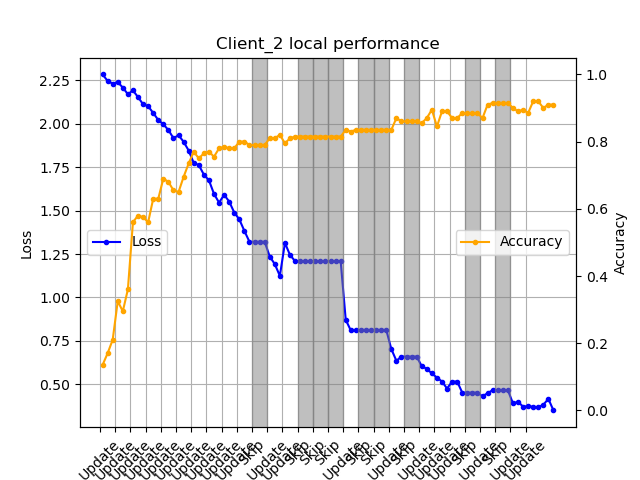 Client_2 local performance
2.25
2.00
1.75
1.50
1.25
1.00
0.75
0.50
Loss
Loss
Accuracy
1.0
0.8
0.6
0.4
0.2
0.0
Accuracy
Update
Update
Update
Update
Update
Update
Update
Update
Update
Update
Skip
Update
Update
Skip
Skip
Skip
Update
Skip
Skip
Update
Skip
Update
Update
Skip
Update
Skip
Update
Update